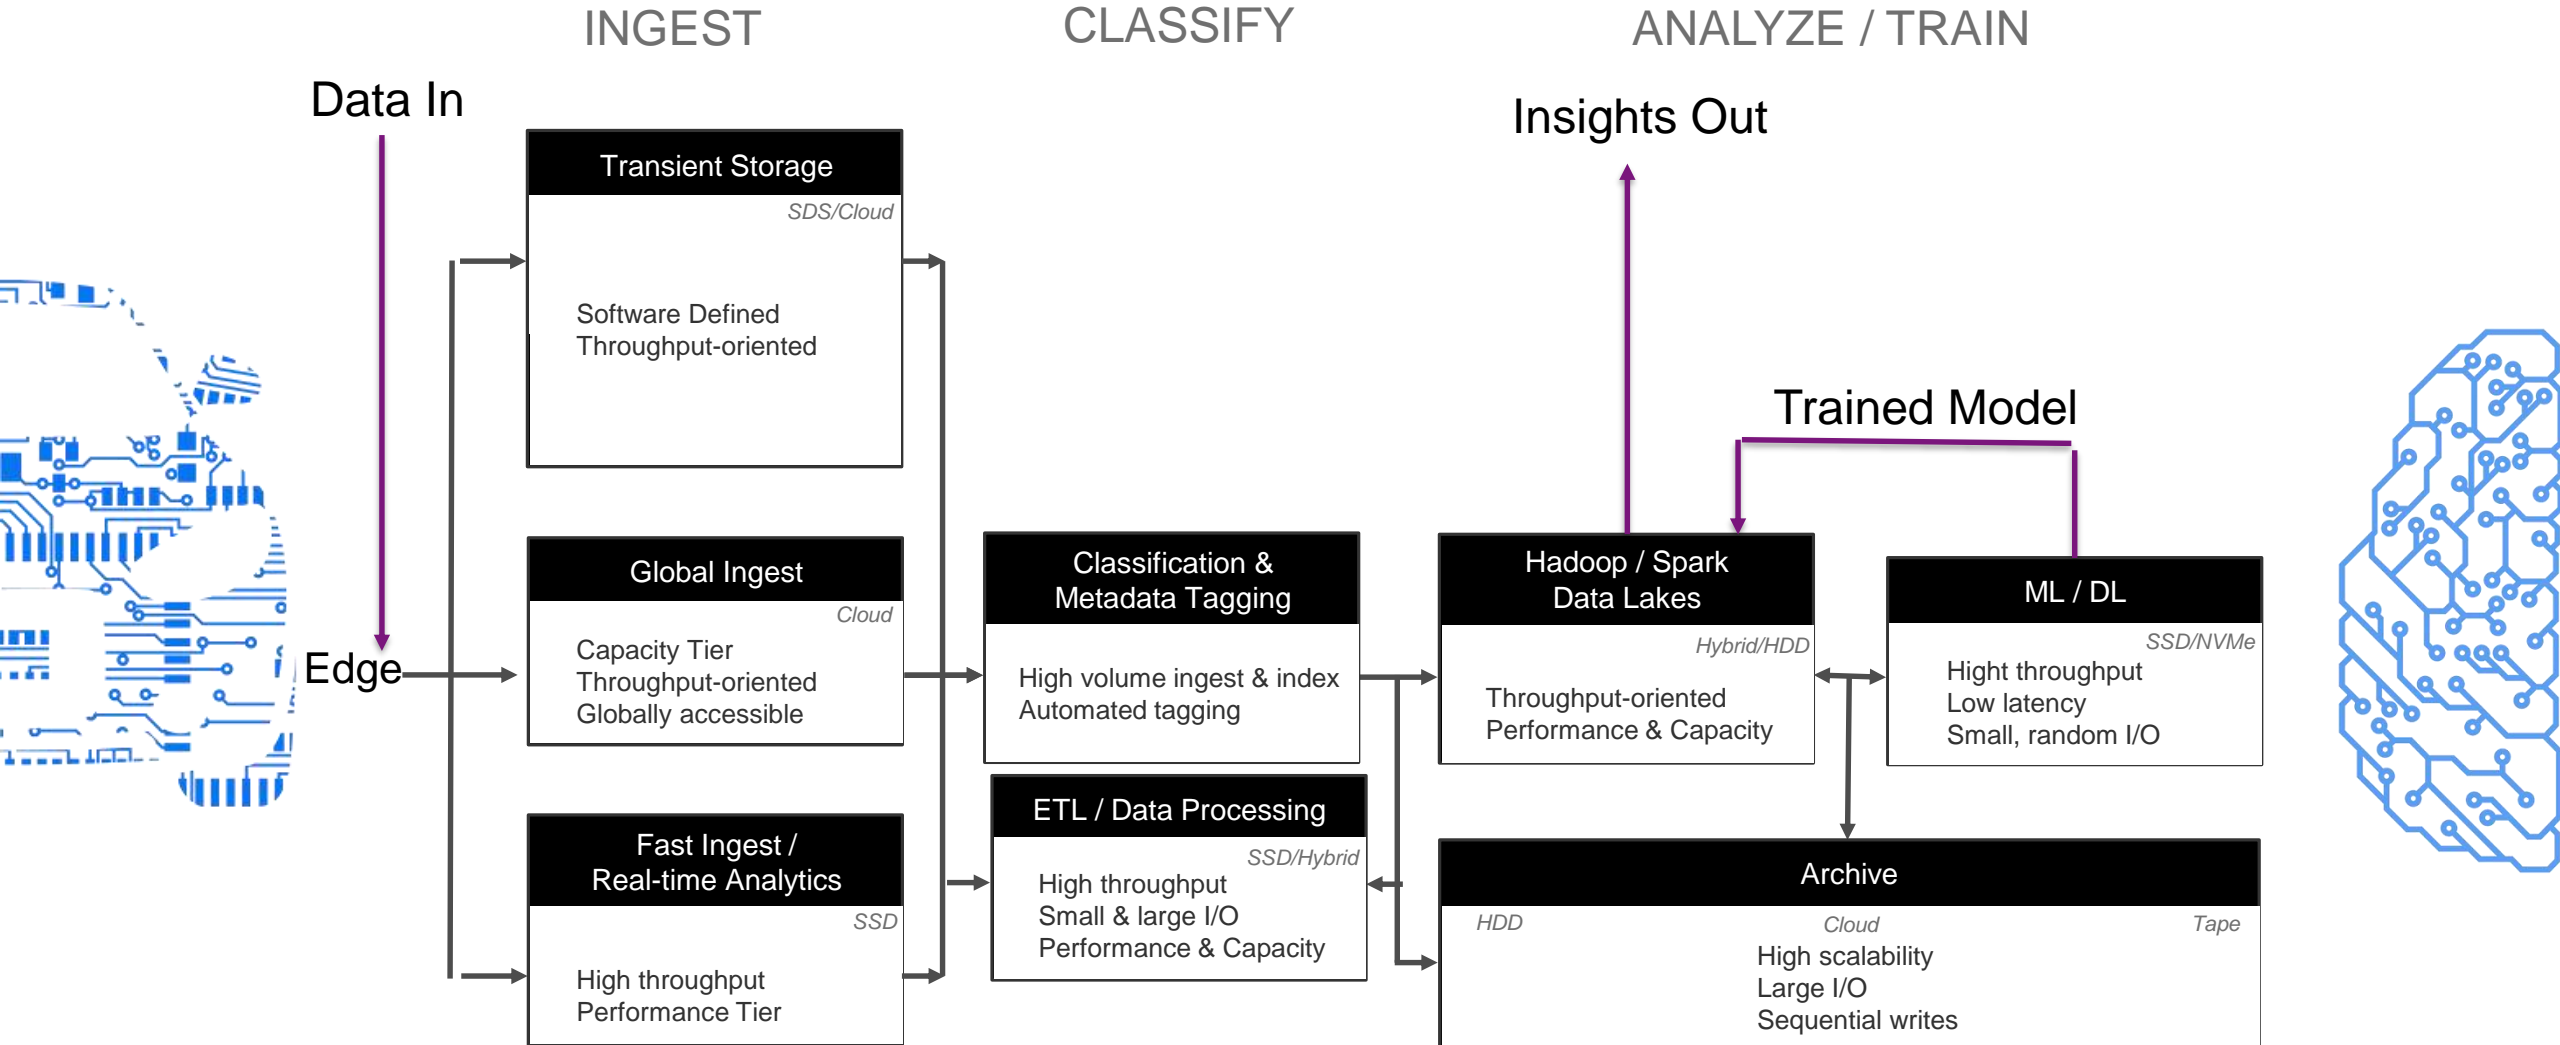 INGEST
CLASSIFY
ANALYZE / TRAIN
Data In
Insights Out
Transient Storage
SDS/Cloud
Software Defined
Throughput-oriented
Trained Model
Global Ingest
Cloud
Capacity Tier
Throughput-oriented
Globally accessible
Edge
Classification &
Metadata Tagging
High volume ingest & index
Automated tagging
Hadoop / Spark
Data Lakes
Hybrid/HDD
Throughput-oriented
Performance & Capacity
ML / DL
SSD/NVMe
Hight throughput
Low latency
Small, random I/O
Fast Ingest /
Real-time Analytics
SSD
High throughput
Performance Tier
ETL / Data Processing
SSD/Hybrid
High throughput
Small & large I/O
Performance & Capacity
Archive
HDD
Cloud
Tape
High scalability
Large I/O
Sequential writes